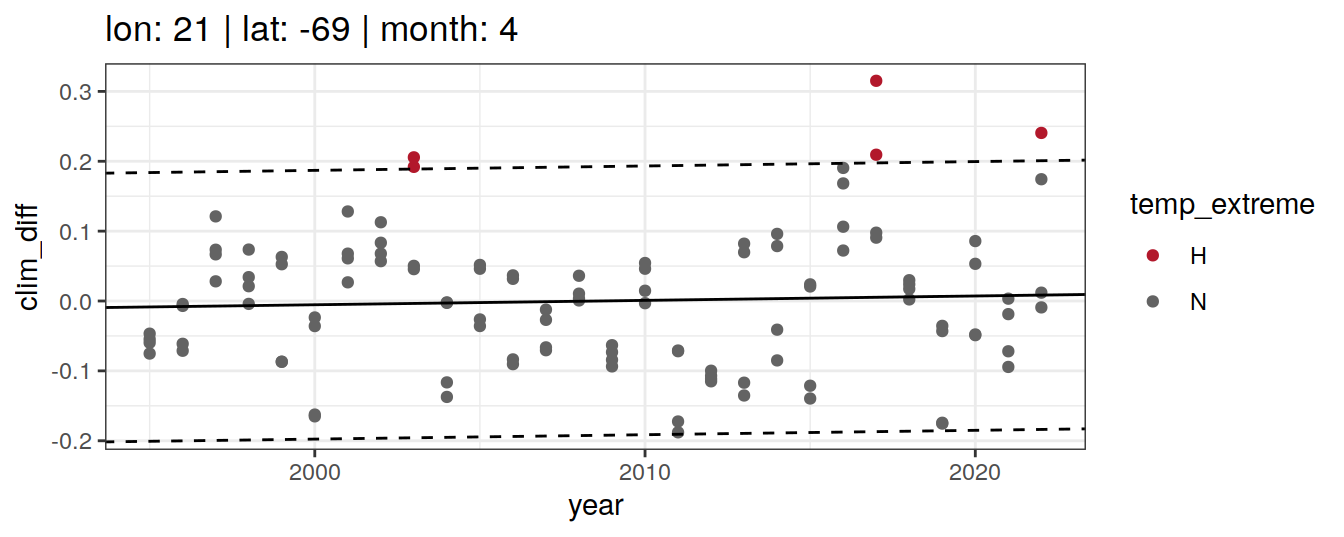 lon: 21 | lat: -69 | month: 4
clim_diff
0.3
0.2
0.1
0.0
-0.1
-0.2
2000 2010 2020
year
temp_extreme
H
N